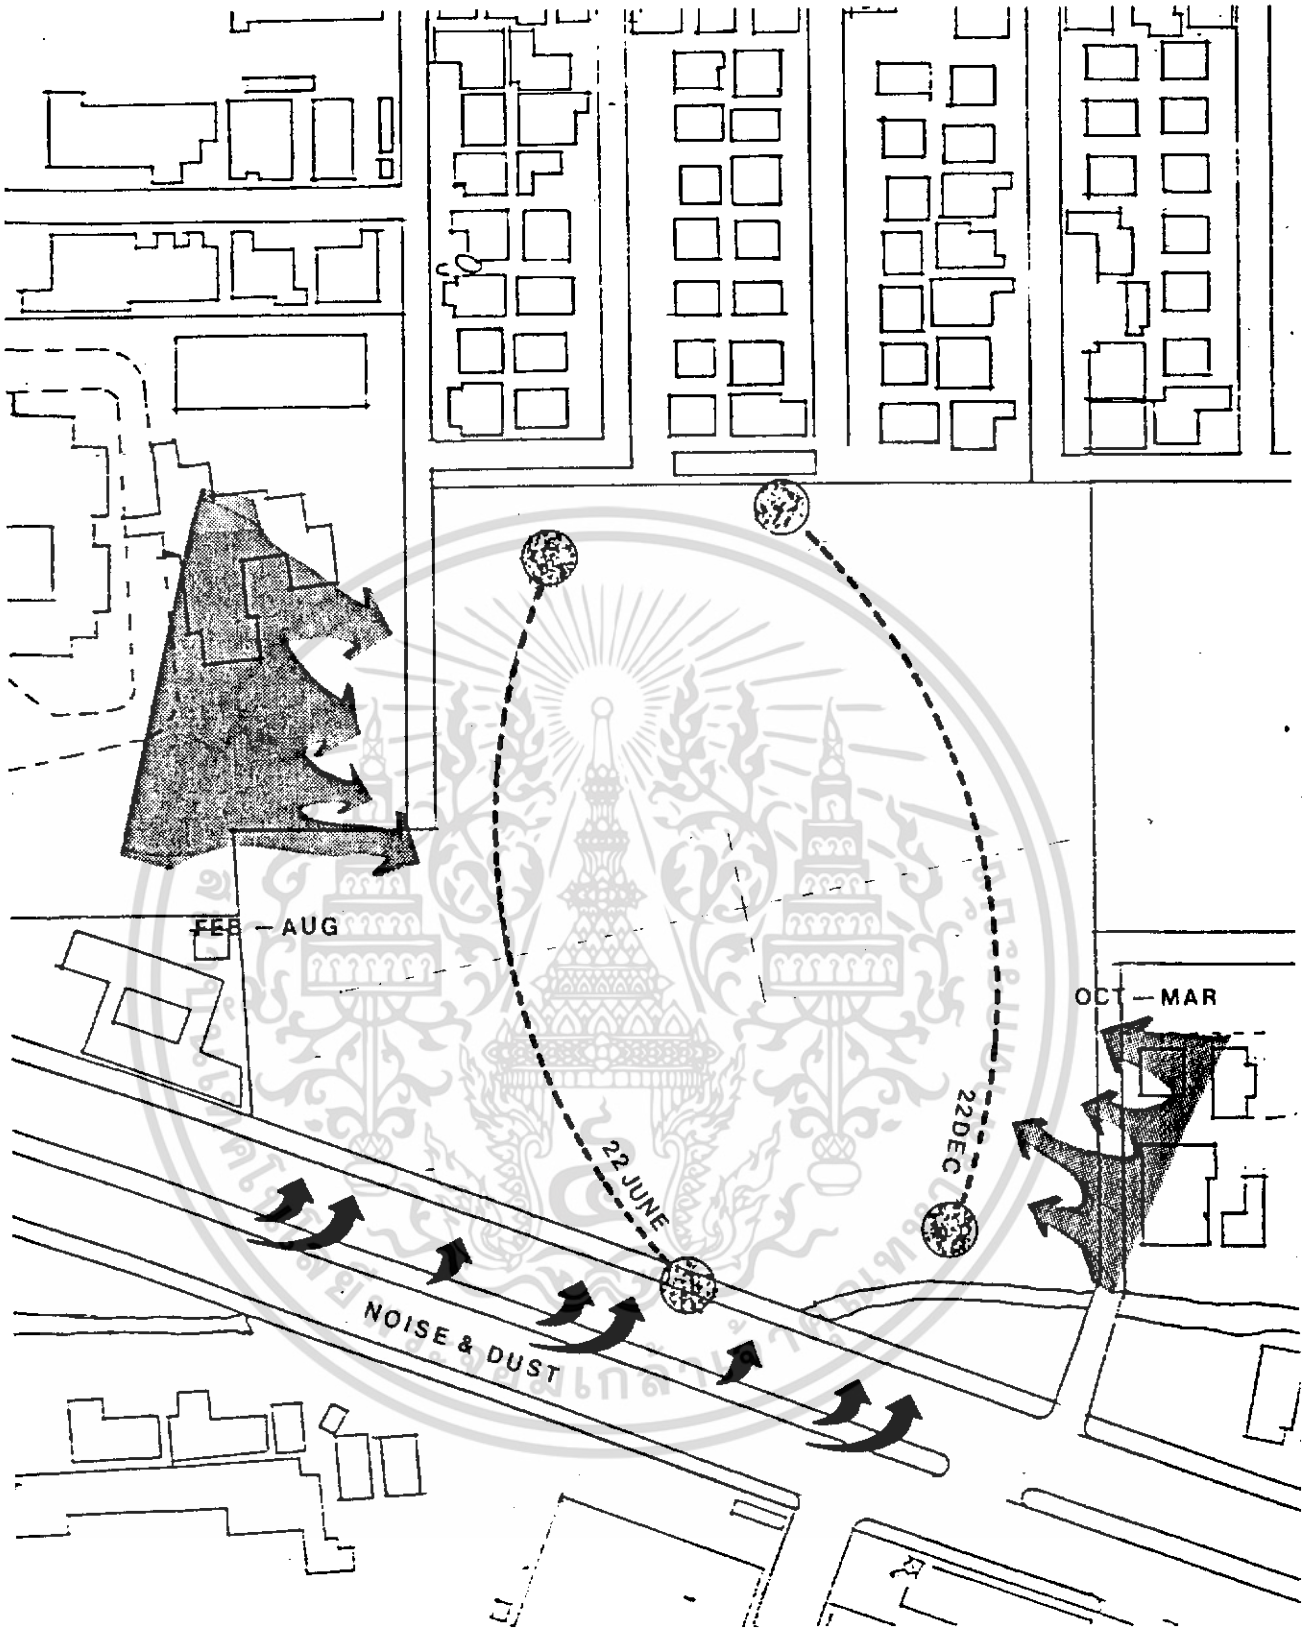 FEB – AUG
OCT – MAR
22 DEC
22 JUNE
NOISE & DUST